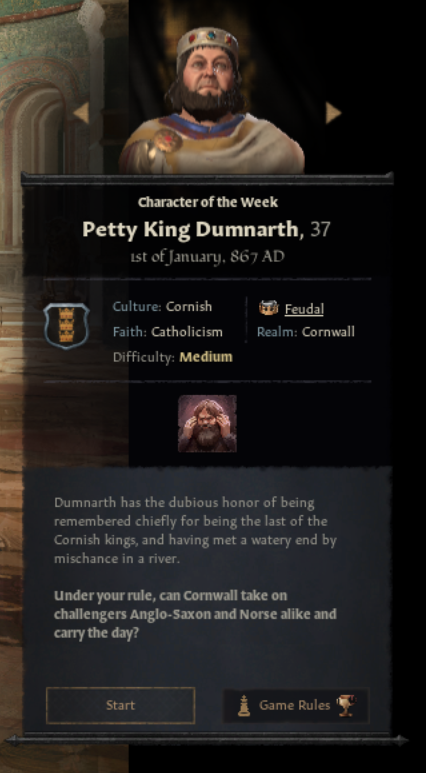 Character of the Week
Petty King Dumnarth, 37
1st of January, 867 AD
Culture: Cornish
Feudal
Faith: Catholicism
Realm: Cornwall
Difficulty: Medium
Dumnarth has the dubious honor of being
remembered chiefly for being the last of the
Cornish kings, and having met a watery end by
mischance in a river.
Under your rule, can Cornwall take on
challengers Anglo-Saxon and Norse alike and
carry the day?
Start
Game Rules